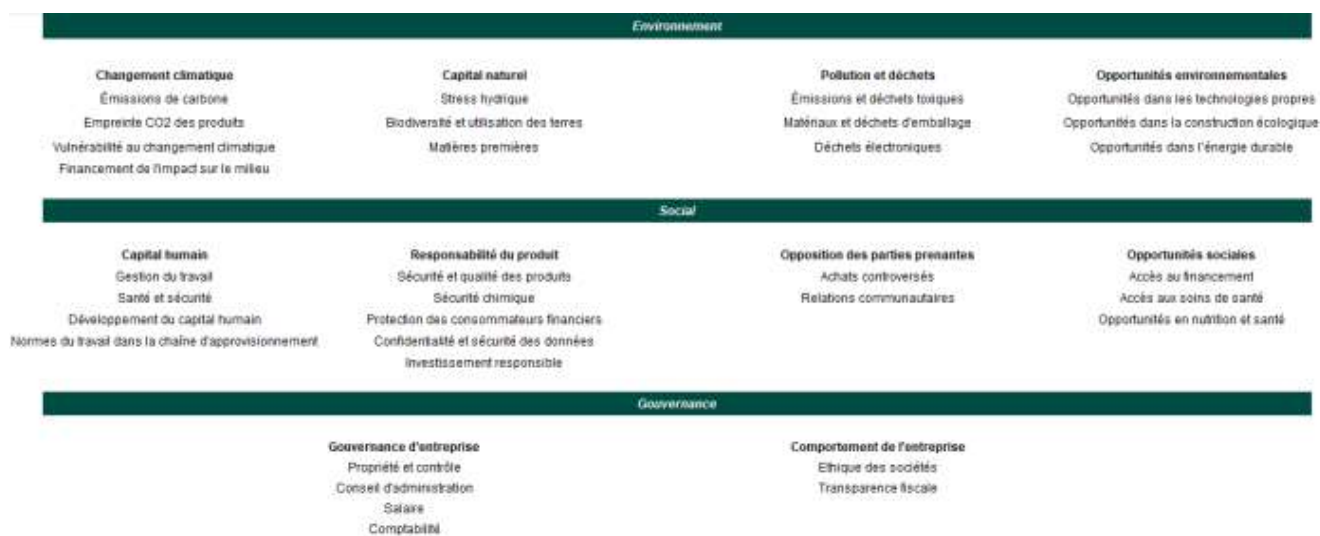 Environnement
Changement climatique Capital naturel Pollution et déchets Opportunités environnementales
Émissions de carbone Stress hydrique Émissions et déchets toxiques Opportunités dans les technologies propres
Empreinte CO2 des produits Biodiversité et utilisation des terres Matériaux et déchets d'emballage Opportunités dans la construction écologique
Vulnérabilité au changement climatique Matières premières Déchets électroniques Opportunités dans l'énergie durable
Financement de l'impact sur le milieu
Social
Capital humain Responsabilité du produit Opposition des parties prenantes Opportunités sociales
Gestion du travail Sécurité et qualité des produits Achats controversés Accès au financement
Santé et sécurité Sécurité chimique Relations communautaires Accès aux soins de santé
Développement du capital humain Protection des consommateurs financiers Opportunités en nutrition et santé
Normes du travail dans la chaîne d'approvisionnement Confidentialité et sécurité des données
Investissement responsible
Gouvernance
Gouvernance d'entreprise Comportement de l'entreprise
Propriété et contrôle Ethique des sociétés
Conseil d'administration Transparence fiscale
Salaire
Comptabilité